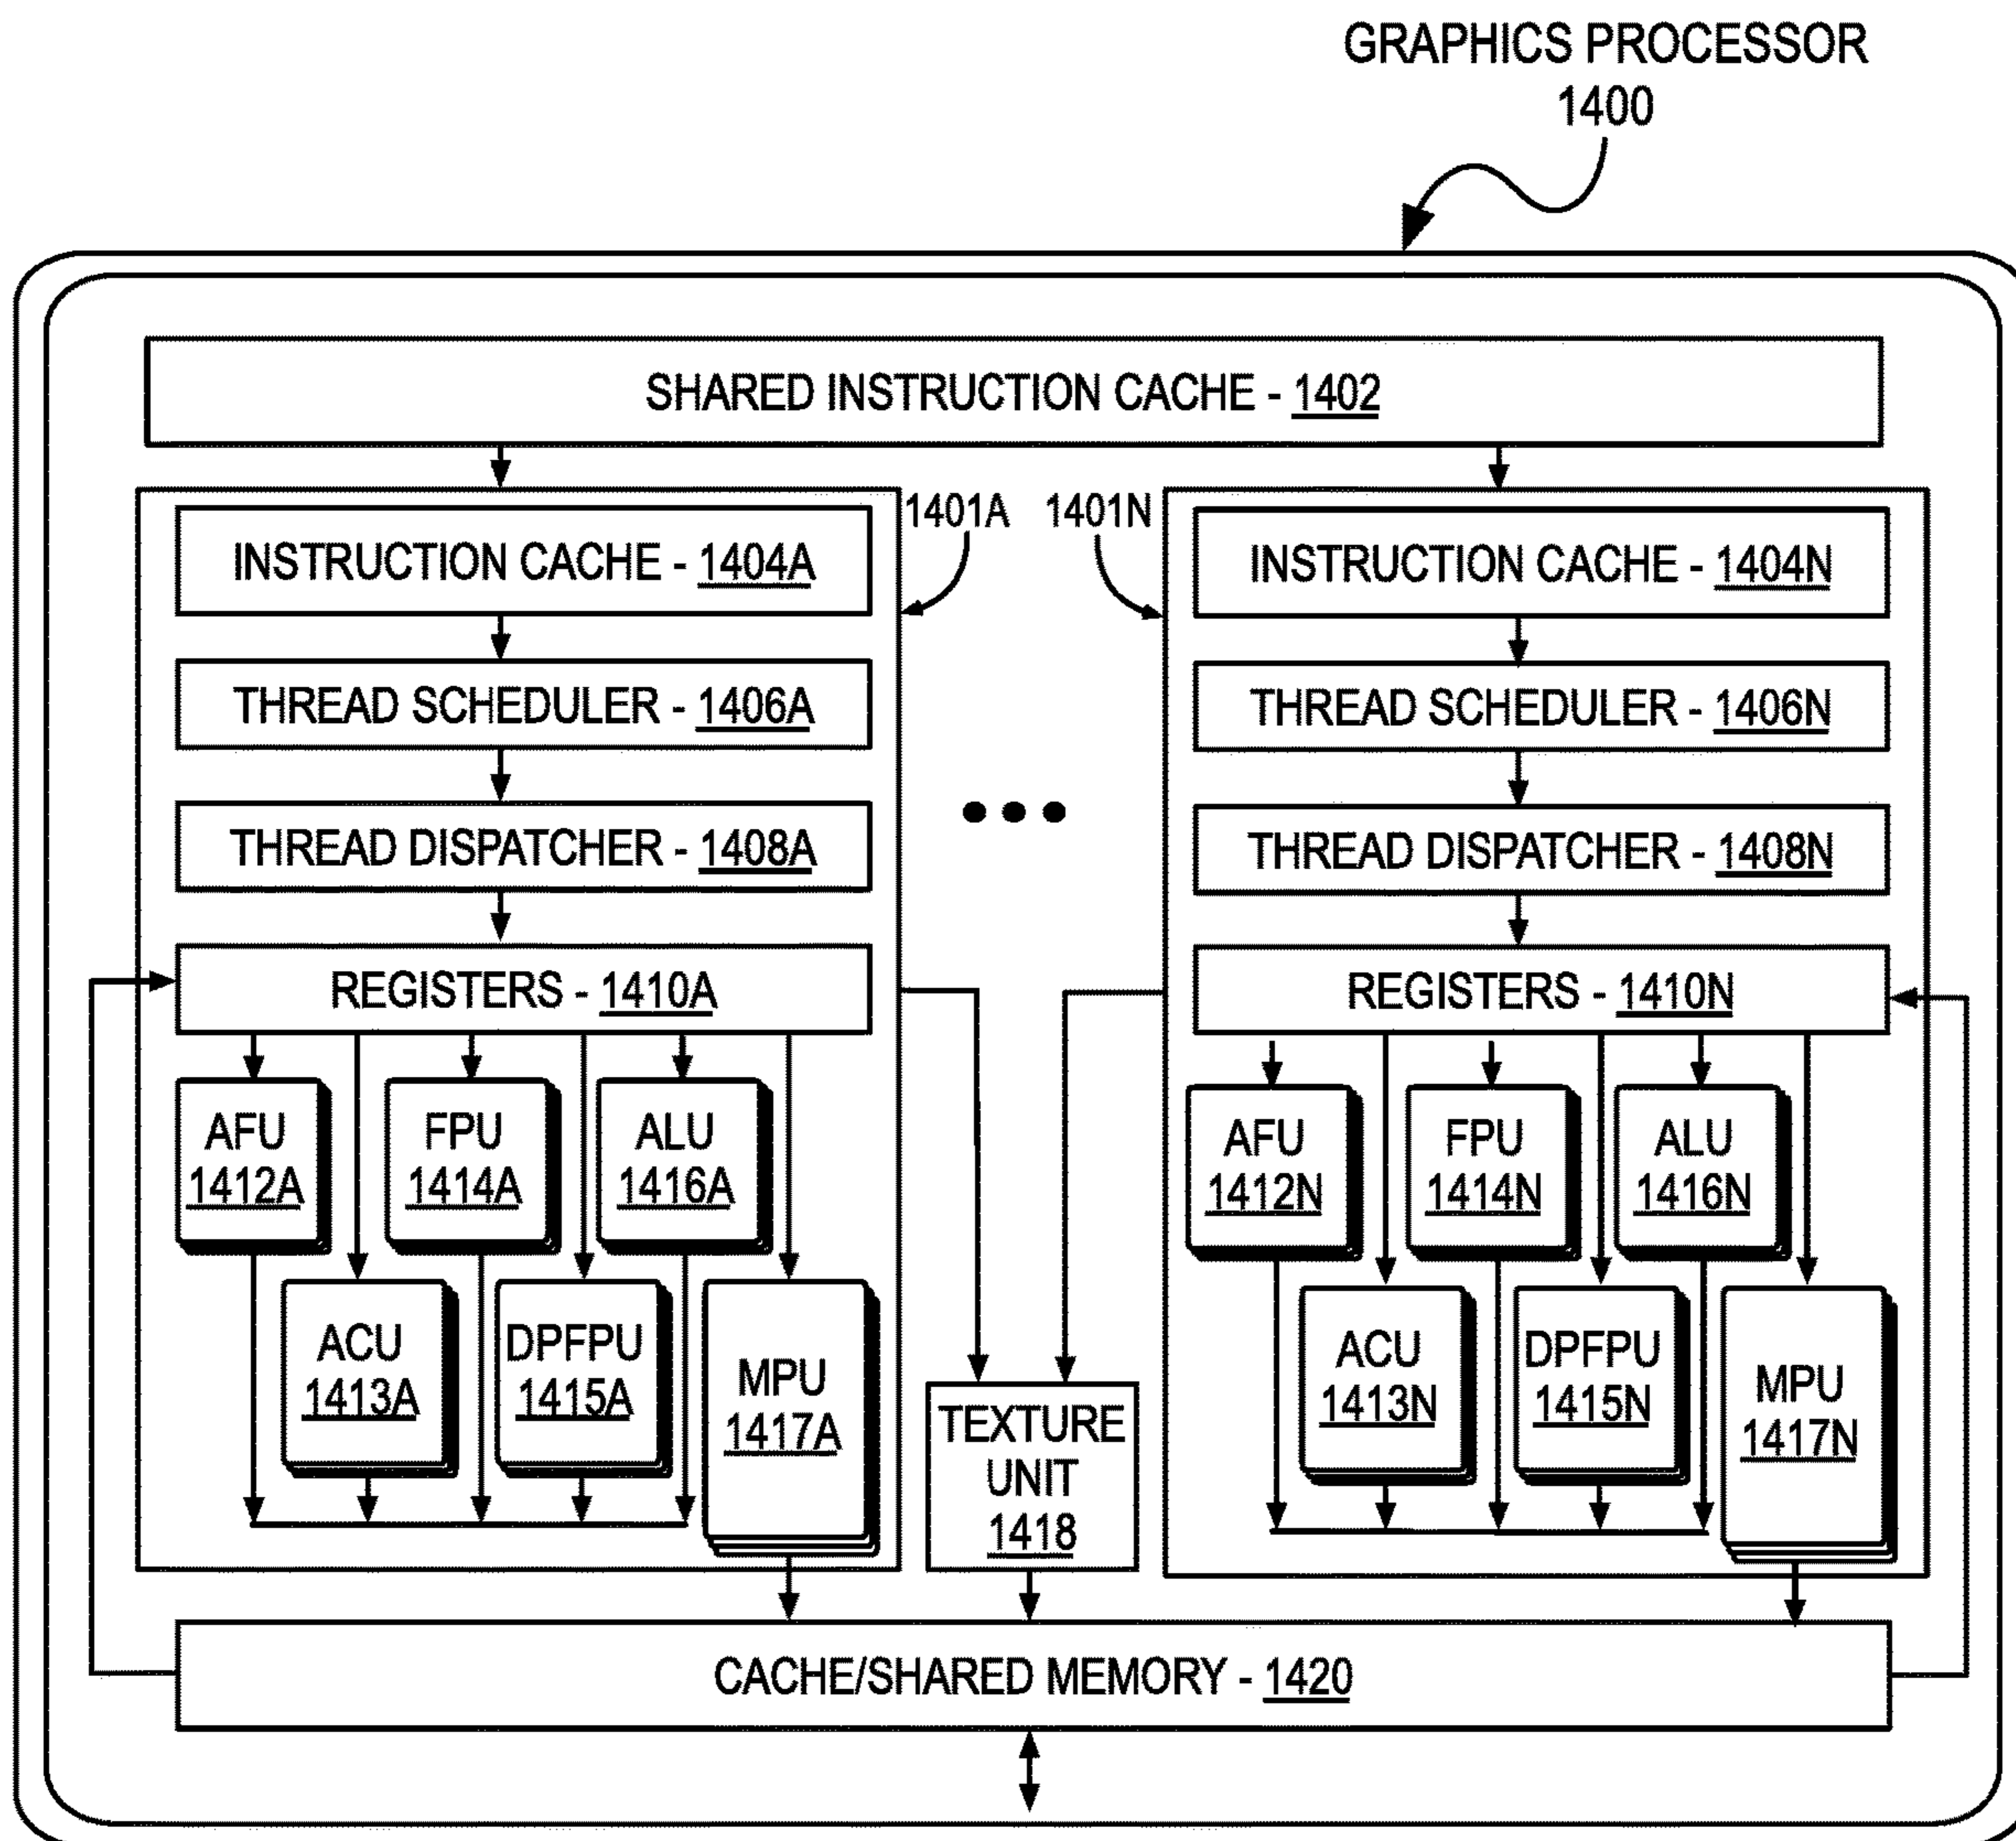 GRAPHICS PROCESSOR
1400
SHARED INSTRUCTION CACHE - 1402
1401A
1401N
INSTRUCTION CACHE - 1404A
THREAD SCHEDULER - 1406A
THREAD DISPATCHER - 1408A
REGISTERS - 1410A
AFU
1412A
FPU
1414A
ALU
1416A
ACU
1413A
DPFPU
1415A
MPU
1417A
TEXTURE
UNIT
1418
INSTRUCTION CACHE - 1404N
THREAD SCHEDULER - 1406N
THREAD DISPATCHER - 1408N
REGISTERS - 1410N
AFU
1412N
FPU
1414N
ALU
1416N
ACU
1413N
DPFPU
1415N
MPU
1417N
CACHE/SHARED MEMORY - 1420